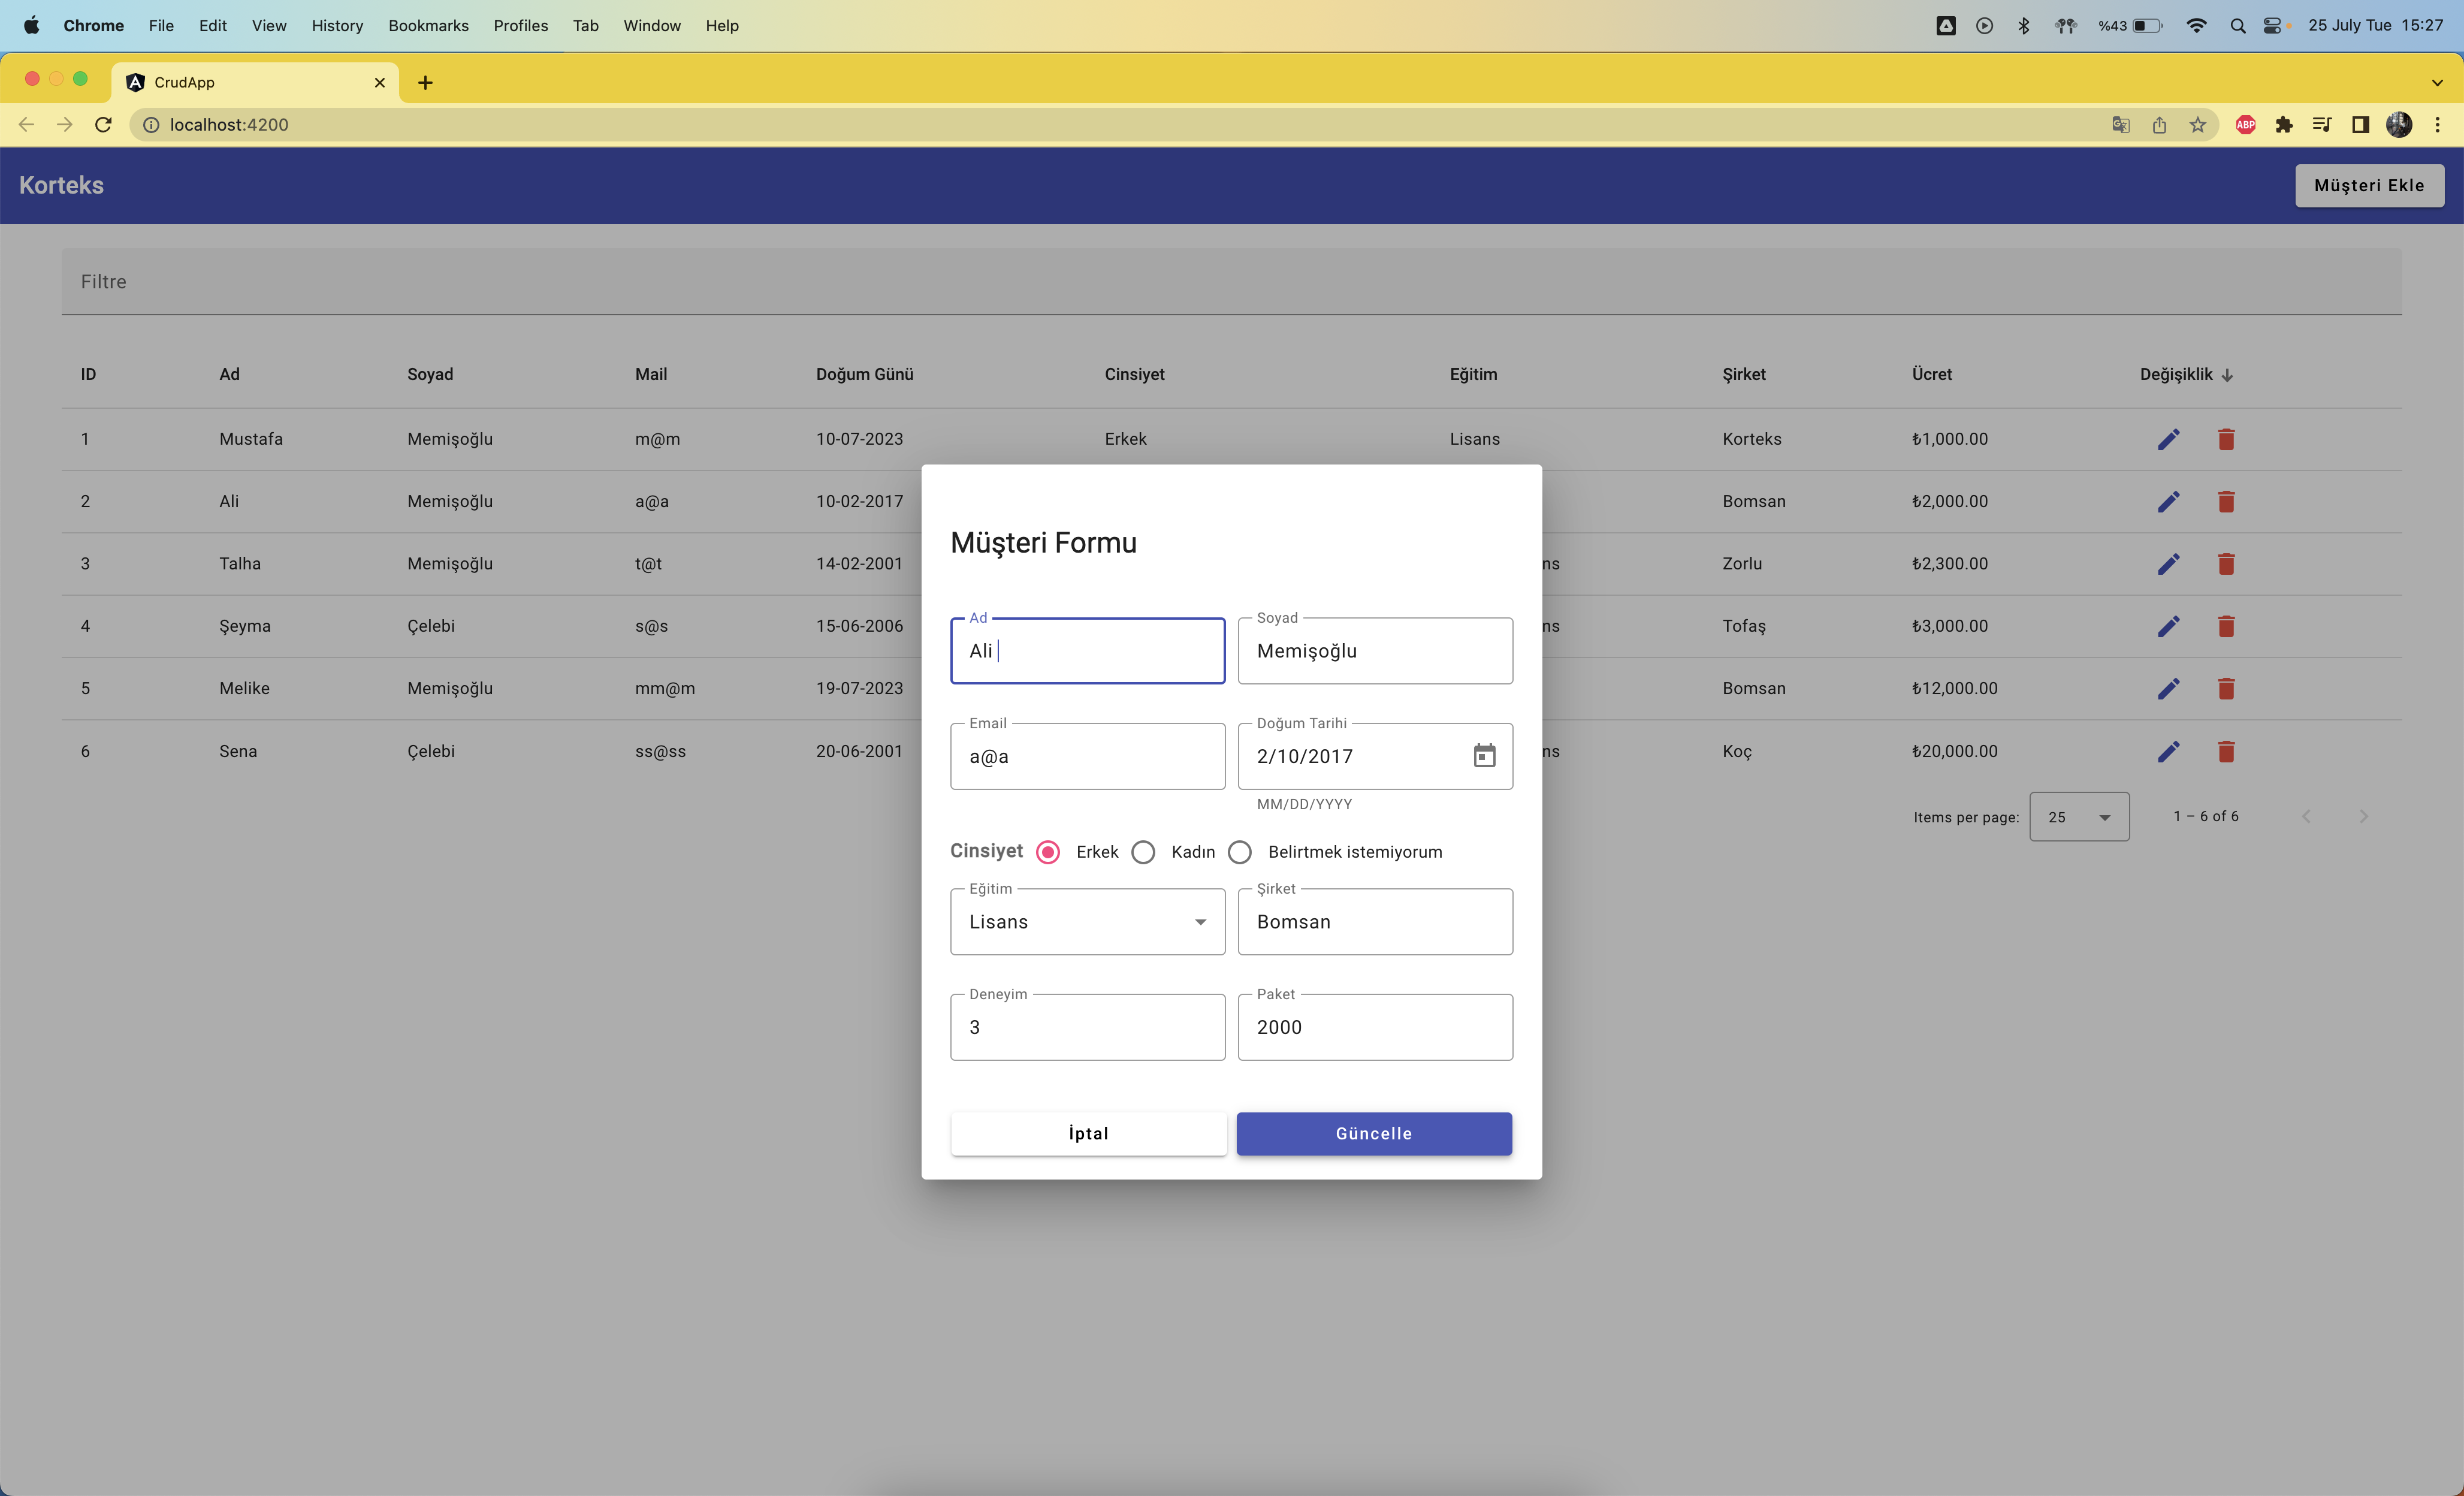 Chrome File Edit View History Bookmarks Profiles Tab Window Help %43 25 July Tue 15:27
CrudApp
localhost:4200 ABP
Korteks Müşteri Ekle
Filtre
ID Ad Soyad Mail Doğum Günü Cinsiyet Eğitim Şirket Ücret Değişiklik
1 Mustafa Memişoğlu m@m 10-07-2023 Erkek Lisans Korteks ₺1,000.00
2 Ali Memişoğlu a@a 10-02-2017 Bomsan ₺2,000.00
3 Talha Memişoğlu t@t 14-02-2001 ns Zorlu ₺2,300.00
4 Şeyma Çelebi s@s 15-06-2006 ns Tofaş ₺3,000.00
5 Melike Memişoğlu mm@m 19-07-2023 Bomsan ₺12,000.00
6 Sena Çelebi ss@ss 20-06-2001 ns Koç ₺20,000.00
Items per page: 25 1 – 6 of 6
Müşteri Formu
Ad Soyad
Ali Memişoğlu
Email Doğum Tarihi
a@a 2/10/2017
MM/DD/YYYY
Cinsiyet Erkek Kadın Belirtmek istemiyorum
Eğitim Şirket
Lisans Bomsan
Deneyim Paket
3 2000
İptal Güncelle